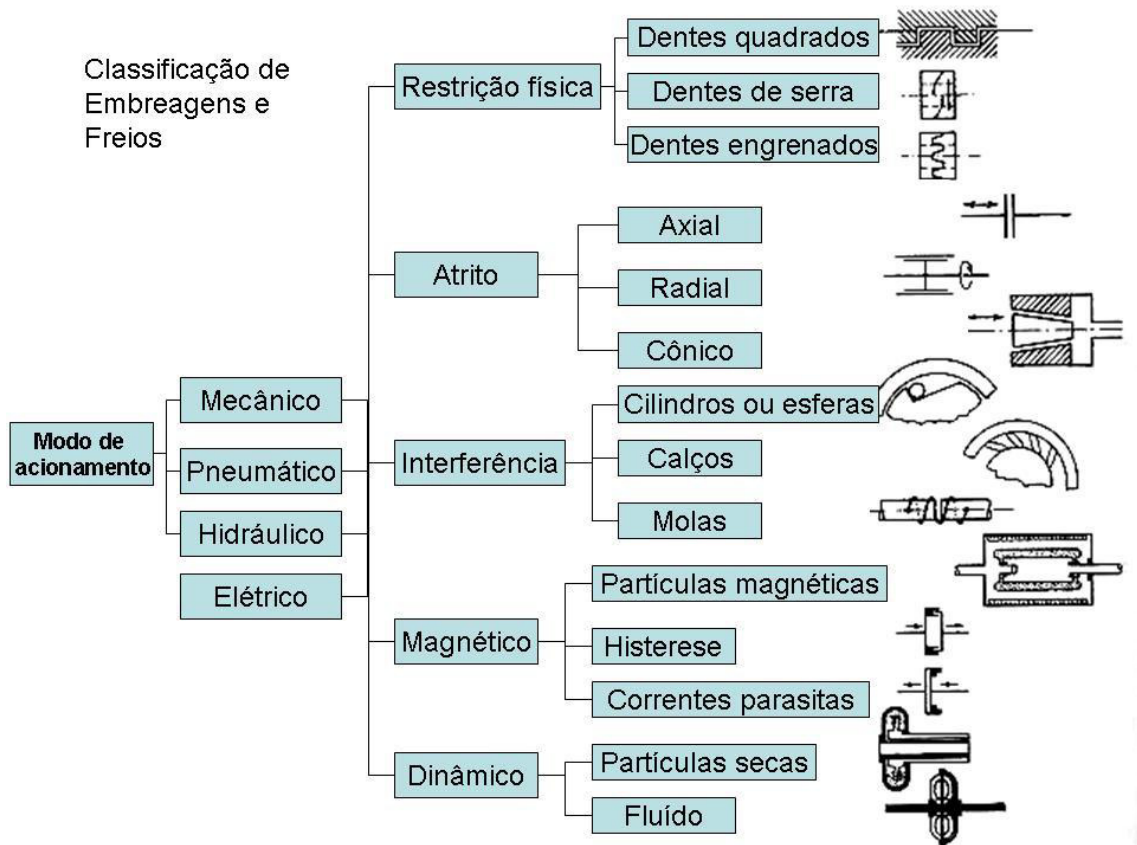 Classificação de
Embreagens e
Freios
Modo de
acionamento
Mecânico
Pneumático
Hidráulico
Elétrico
Restrição física
Dentes quadrados
Dentes de serra
Dentes engrenados
Atrito
Axial
Radial
Cônico
Interferência
Cilindros ou esferas
Calços
Molas
Magnético
Partículas magnéticas
Histerese
Correntes parasitas
Dinâmico
Partículas secas
Fluído